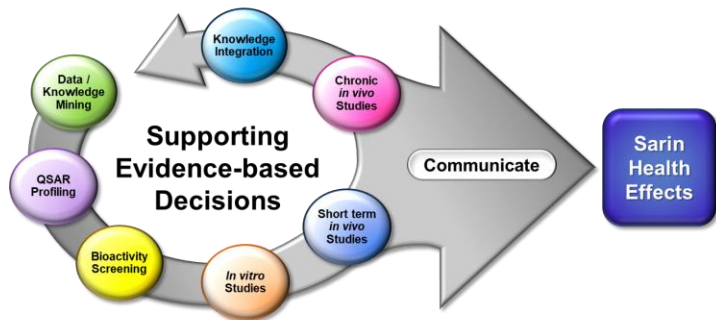 Knowledge
Integration
Chronic
in vivo
Studies
Data /
Knowledge
Mining
Supporting
Evidence-based
Decisions
Communicate
Sarin
Health
Effects
QSAR
Profiling
Short term
in vivo
Studies
Bioactivity
Screening
In vitro
Studies